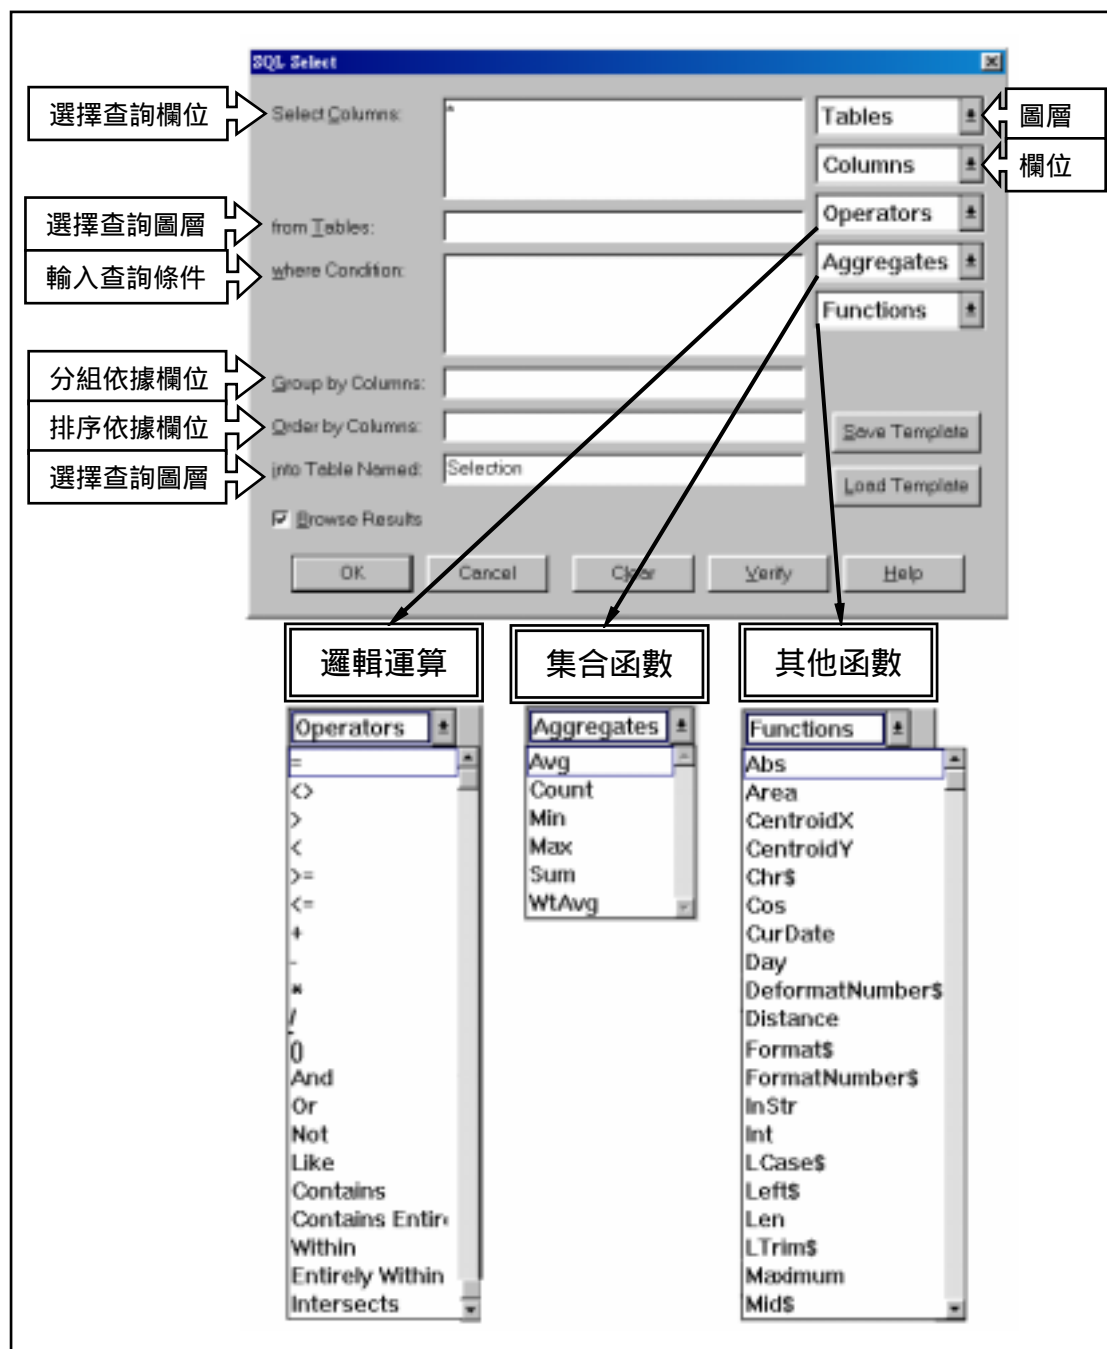 SQL Select
選擇查詢欄位
Select Columns:
*
Tables
圖層
Columns
欄位
選擇查詢圖層
from Tables:
Operators
輸入查詢條件
where Condition:
Aggregates
Functions
分組依據欄位
Group by Columns:
排序依據欄位
Order by Columns:
Save Template
選擇查詢圖層
into Table Named:
Selection
Load Template
Browse Results
OK
Cancel
Clear
Verify
Help
邏輯運算
集合函數
其他函數
Operators
=
<>
>
<
>=
<=
+
-
*
/
()
And
Or
Not
Like
Contains
Contains Entir
Within
Entirely Within
Intersects
Aggregates
Avg
Count
Min
Max
Sum
WtAvg
Functions
Abs
Area
CentroidX
CentroidY
Chr$
Cos
CurDate
Day
DeformatNumber$
Distance
Format$
FormatNumber$
InStr
Int
LCase$
Left$
Len
LTrim$
Maximum
Mid$